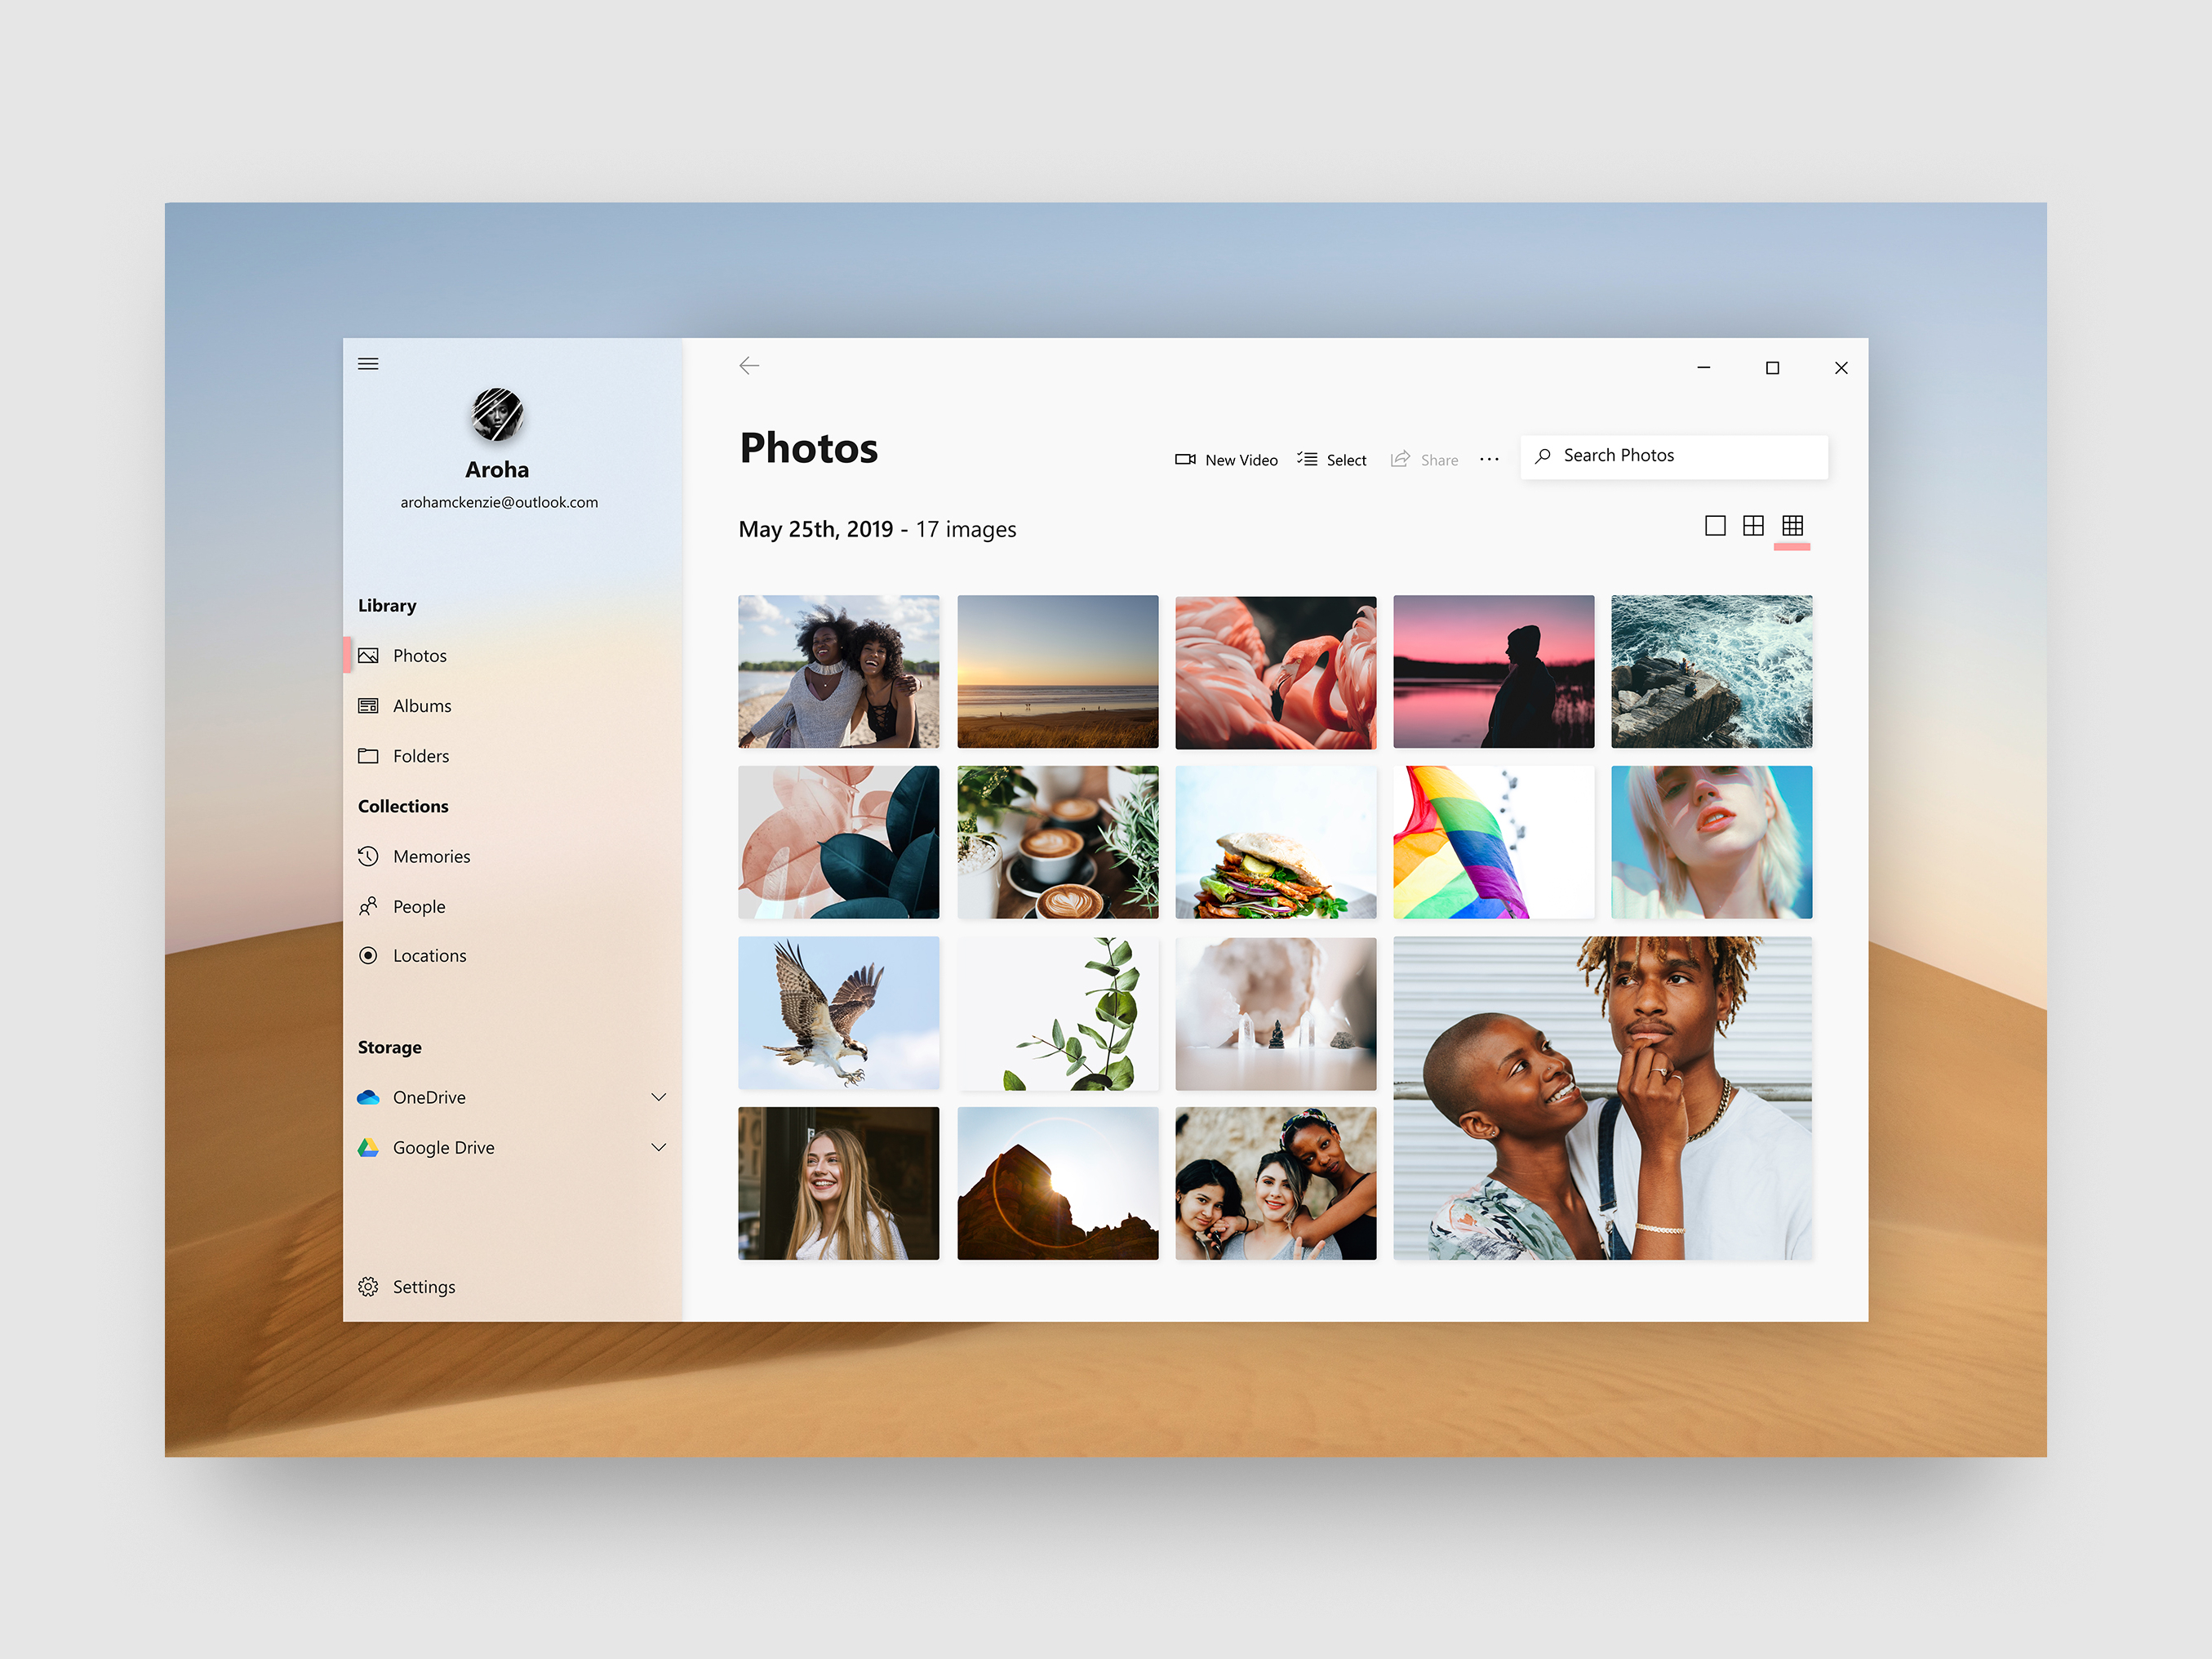 Aroha
arohamckenzie@outlook.com
Library
Photos
Albums
Folders
Collections
Memories
People
Locations
Storage
OneDrive
Google Drive
Settings
Photos
New Video
Select
Share
Search Photos
May 25th, 2019 - 17 images